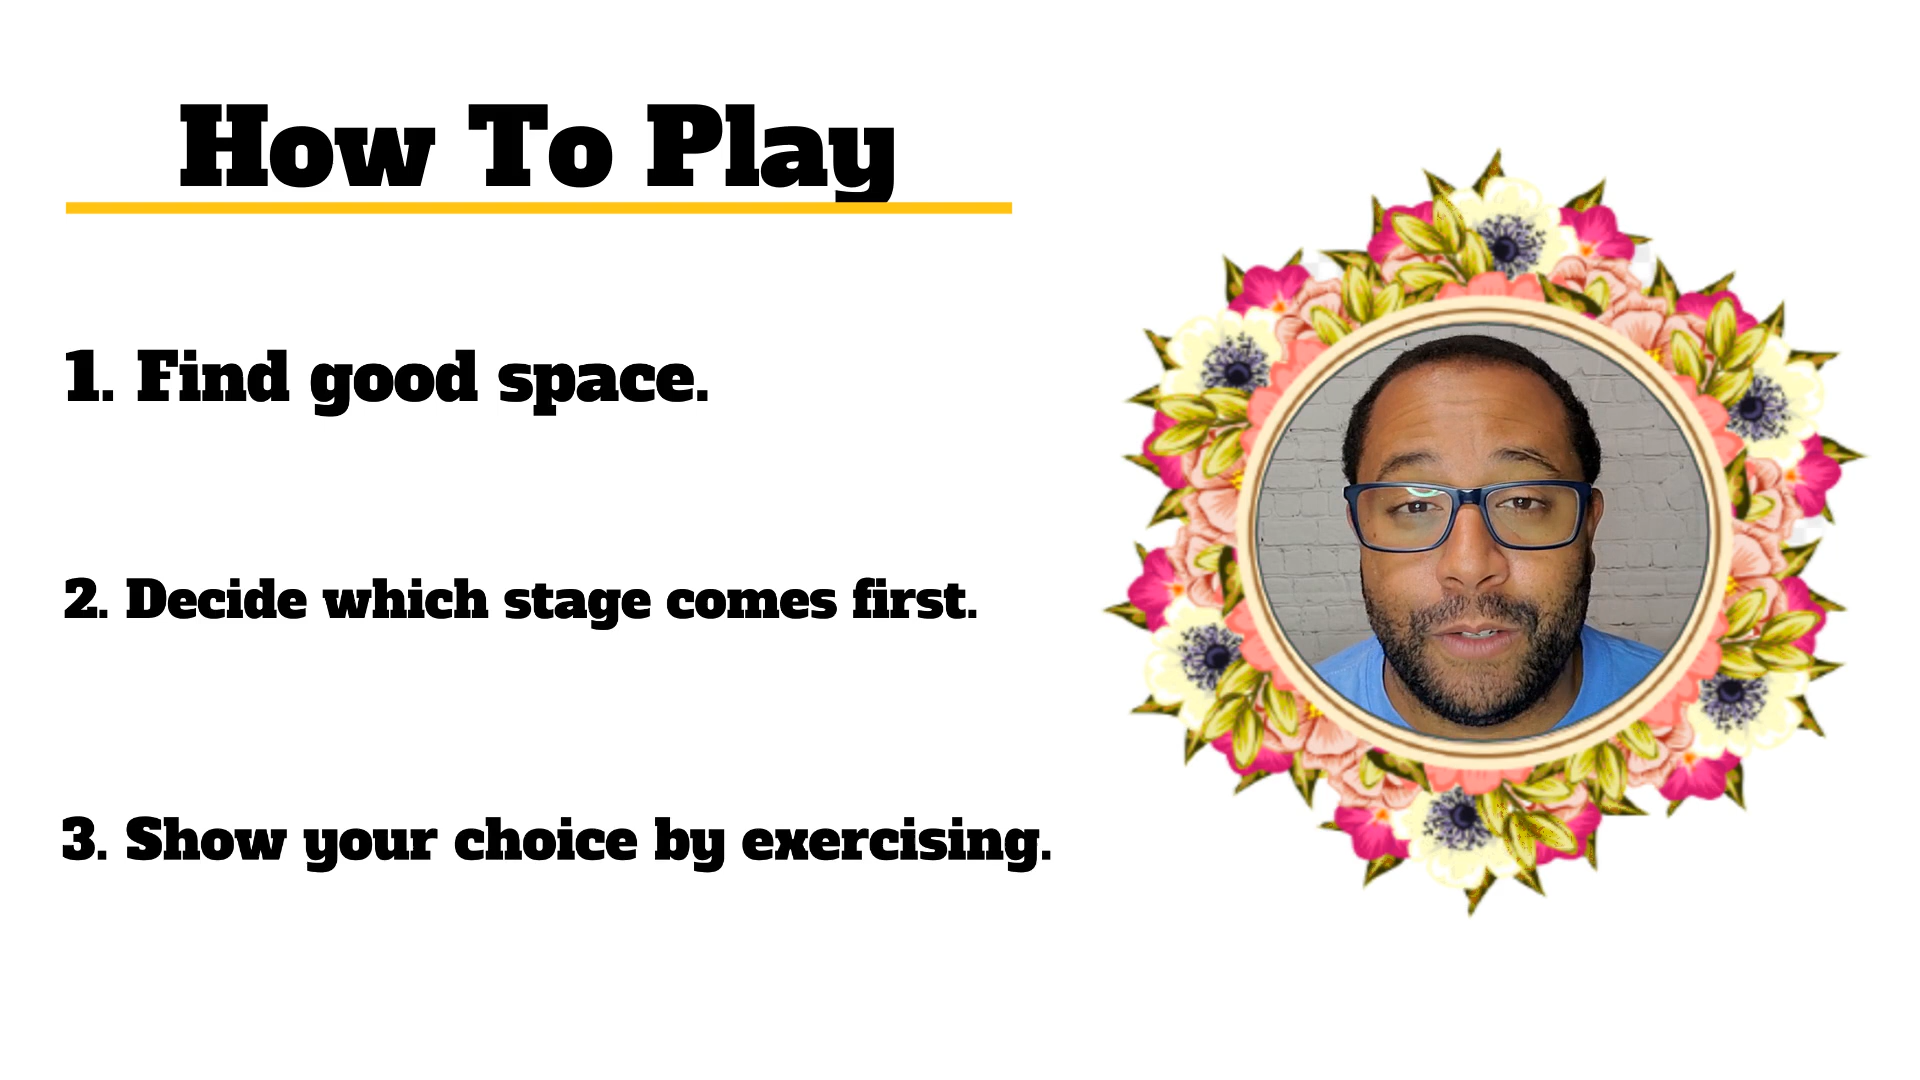 How To Play
1. Find good space.
2. Decide which stage comes first.
3. Show your choice by exercising.